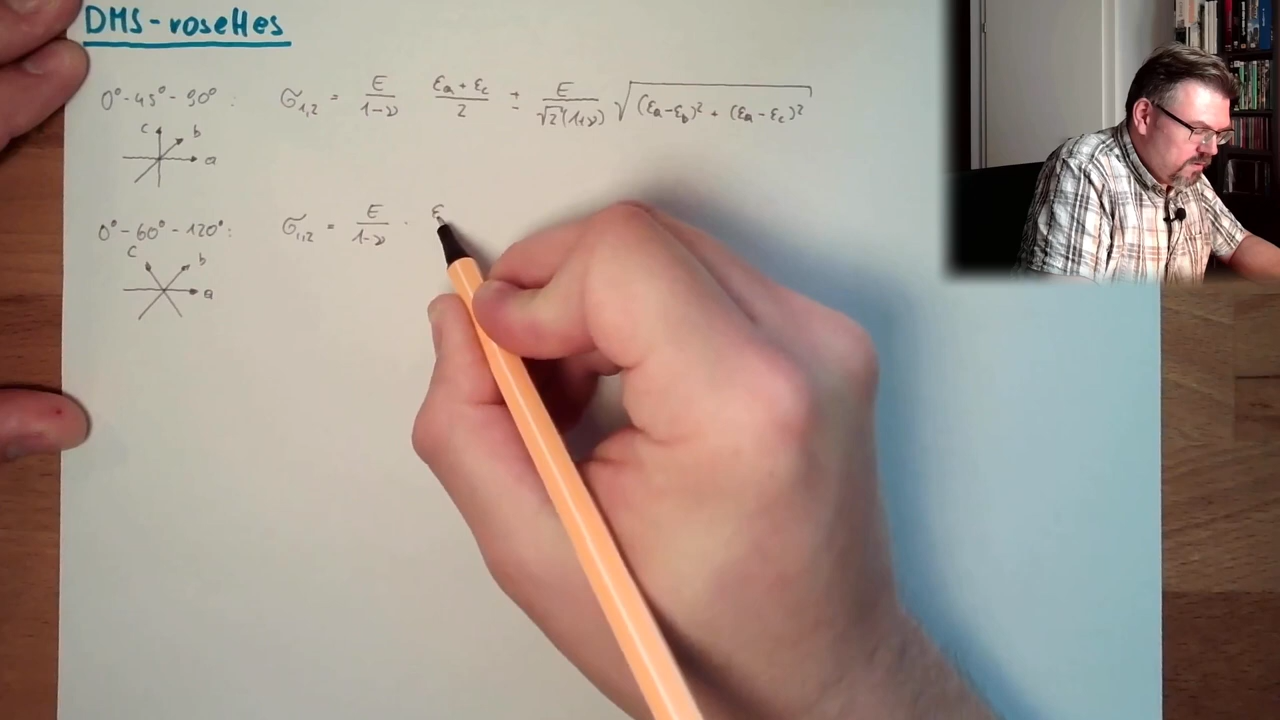 DMS-rosettes
0°-45°-90° : σ1,2 = E/(1-ν) (εa + εc)/2 ± E/(√2(1+ν)) √((εa-εb)² + (εa-εc)²)
c b
a
0°-60°-120°: σ1,2 = E/(1-ν) · ε
c b
a